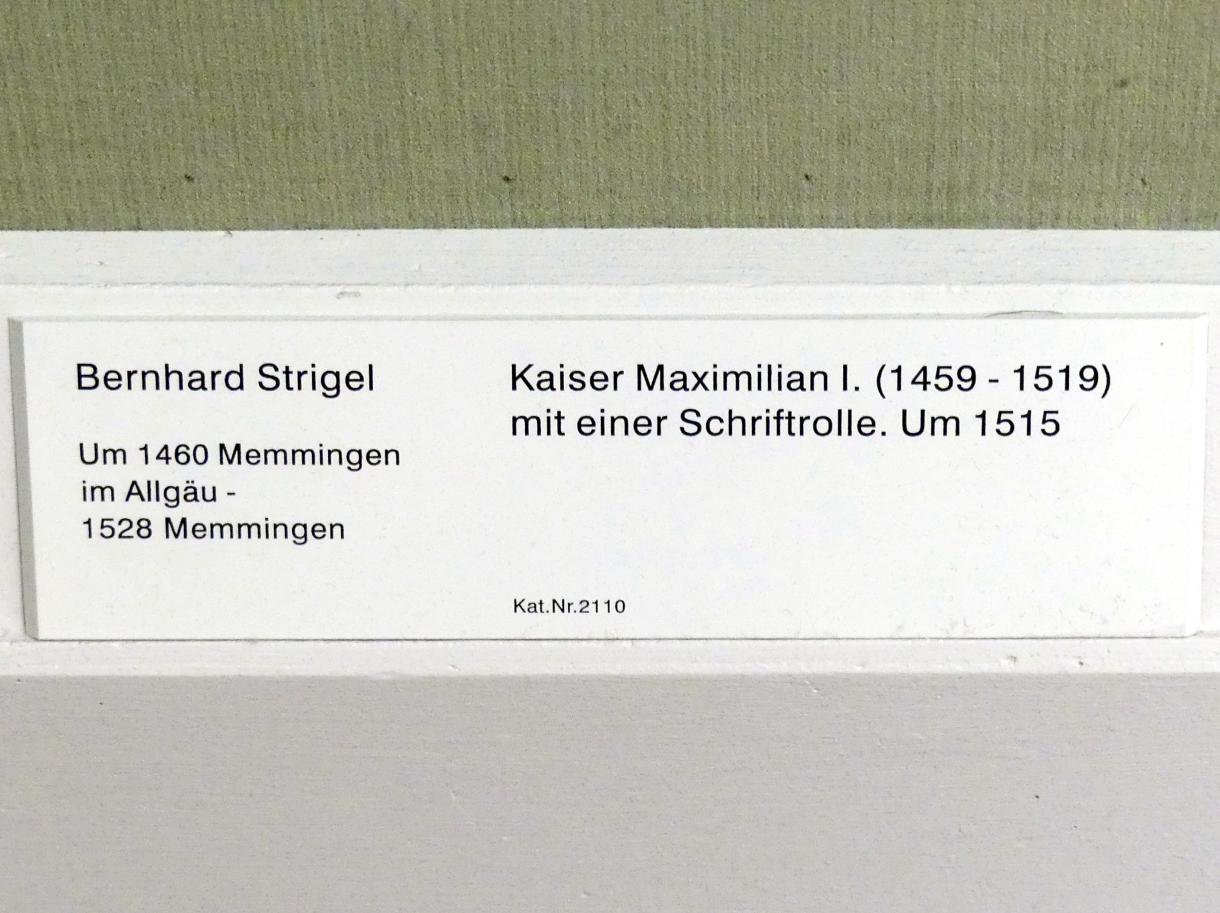 Bernhard Strigel
Um 1460 Memmingen
im Allgäu -
1528 Memmingen
Kaiser Maximilian I. (1459 - 1519)
mit einer Schriftrolle. Um 1515
Kat.Nr.2110